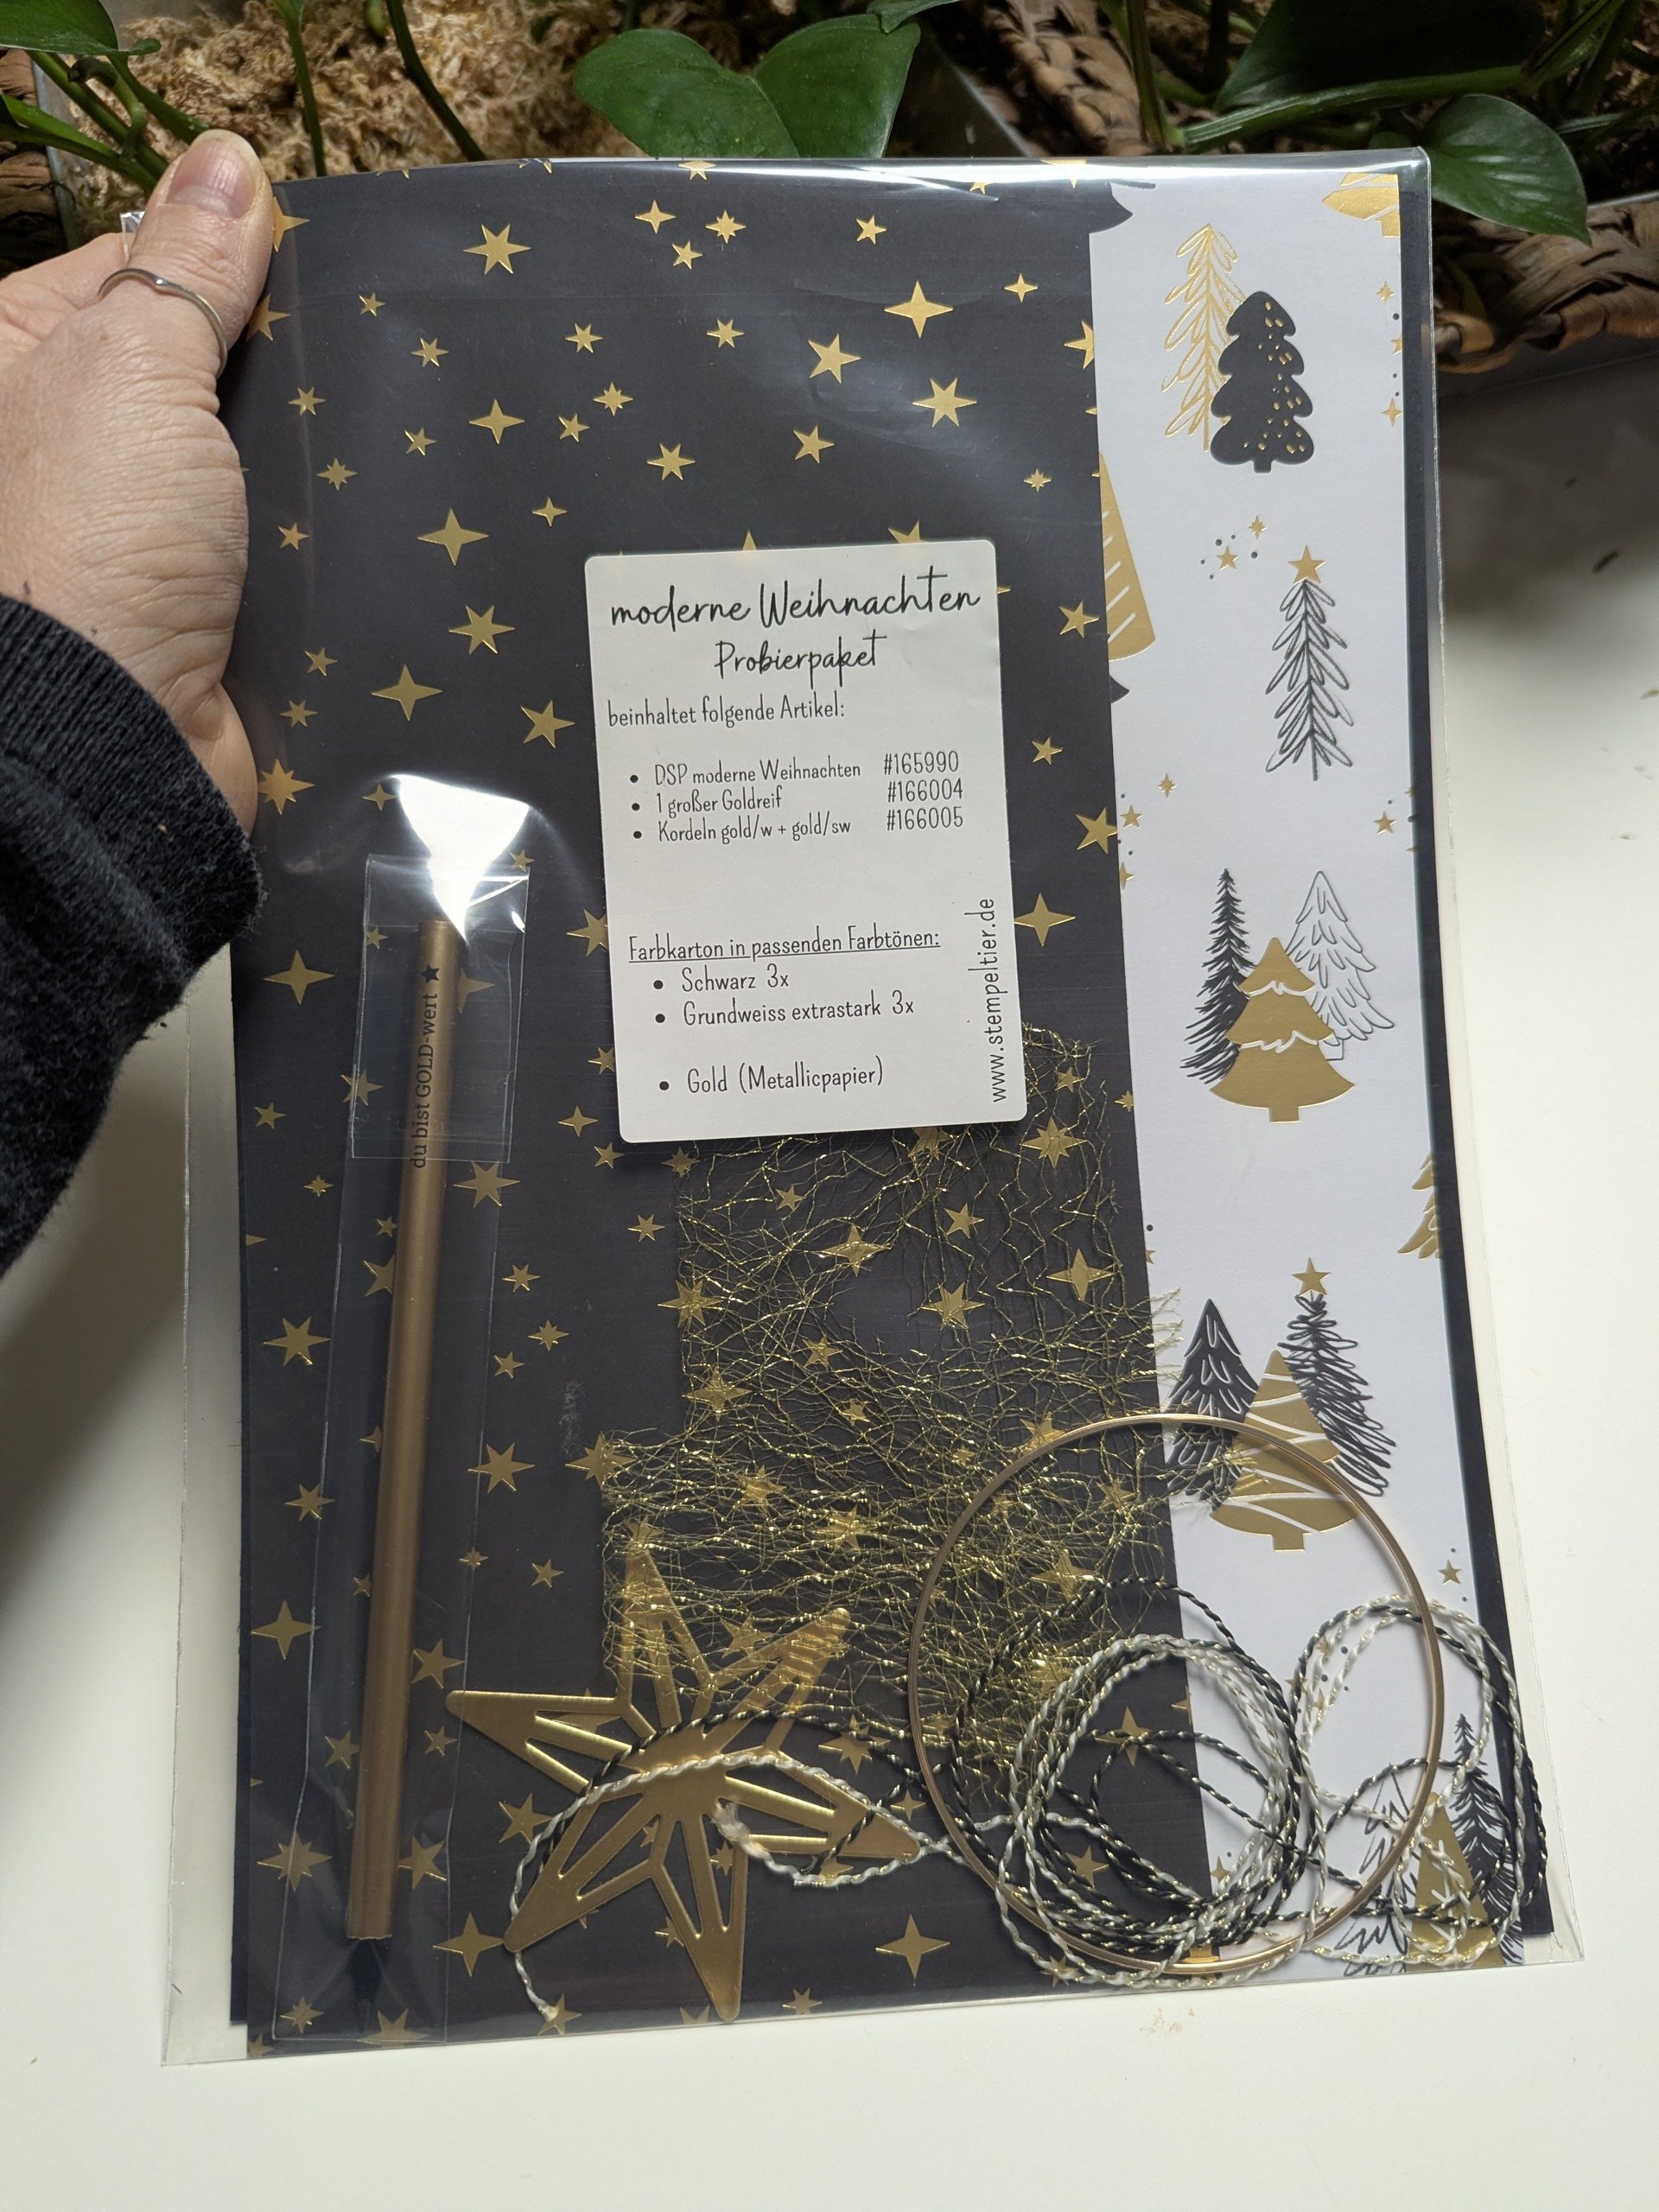 moderne Weihnachten
Probierpaket
beinhaltet folgende Artikel:
• DSP moderne Weihnachten #165990
• 1 großer Goldreif #166004
• Kordeln gold/w + gold/sw #166005
Farbkarton in passenden Farbtönen:
• Schwarz 3x
• Grundweiss extrastark 3x
• Gold (Metallicpapier)
www.stempeltier.de
du bist GOLD-wert ★